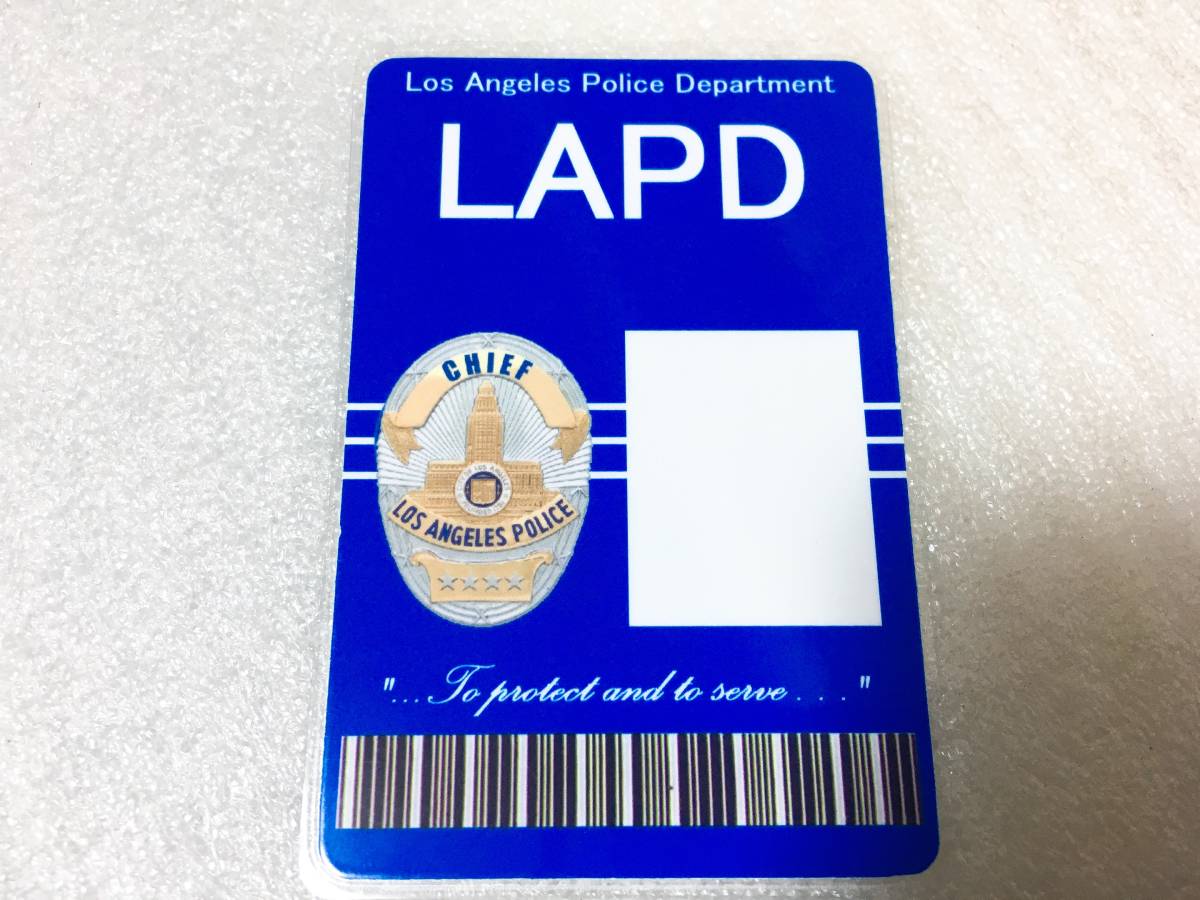 Los Angeles Police Department
LAPD
CHIEF
LOS ANGELES POLICE
"...To protect and to serve . . ."